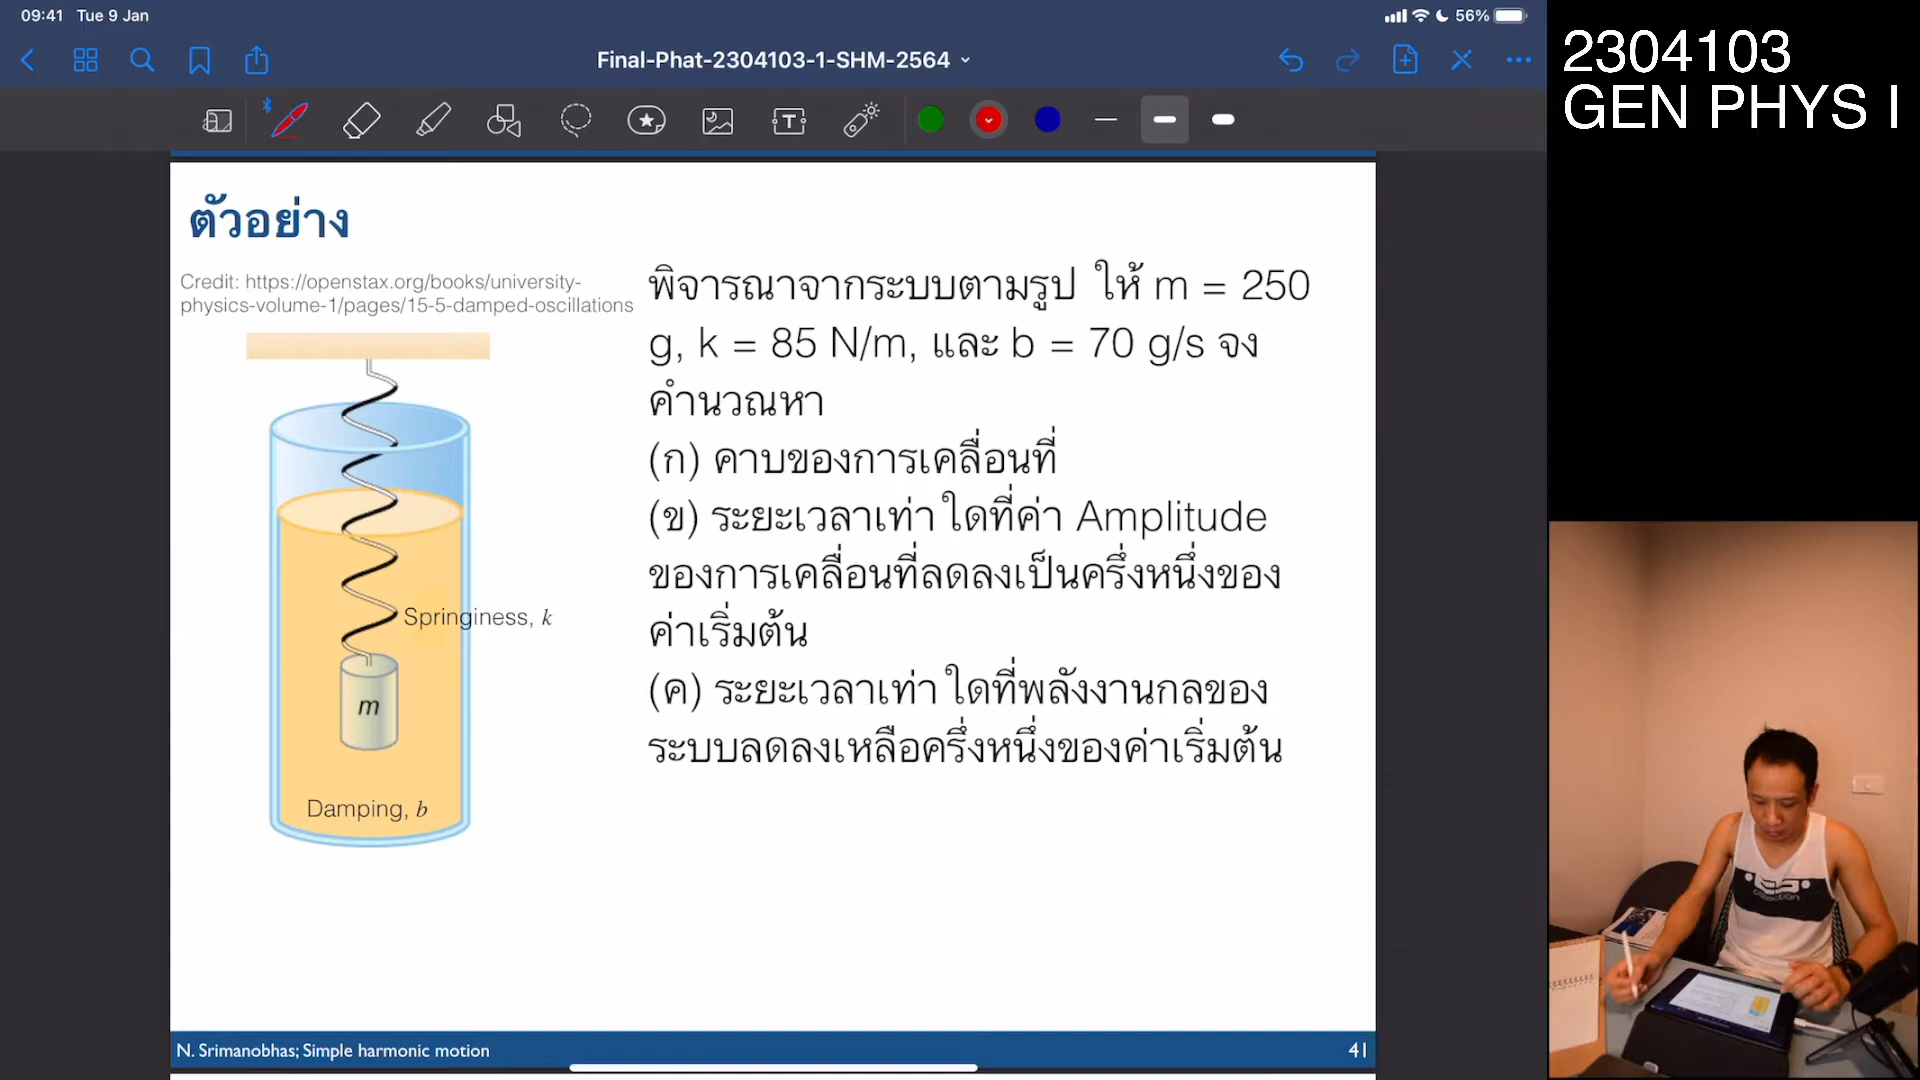 09:41 Tue 9 Jan
56%
Final-Phat-2304103-1-SHM-2564
2304103
GEN PHYS I
ตัวอย่าง
Credit: https://openstax.org/books/university-
physics-volume-1/pages/15-5-damped-oscillations
พิจารณาจากระบบตามรูป ให้ m = 250
g, k = 85 N/m, และ b = 70 g/s จง
คำนวณหา
(ก) คาบของการเคลื่อนที่
(ข) ระยะเวลาเท่าใดที่ค่า Amplitude
ของการเคลื่อนที่ลดลงเป็นครึ่งหนึ่งของ
ค่าเริ่มต้น
(ค) ระยะเวลาเท่าใดที่พลังงานกลของ
ระบบลดลงเหลือครึ่งหนึ่งของค่าเริ่มต้น
Springiness, k
m
Damping, b
N. Srimanobhas; Simple harmonic motion
41